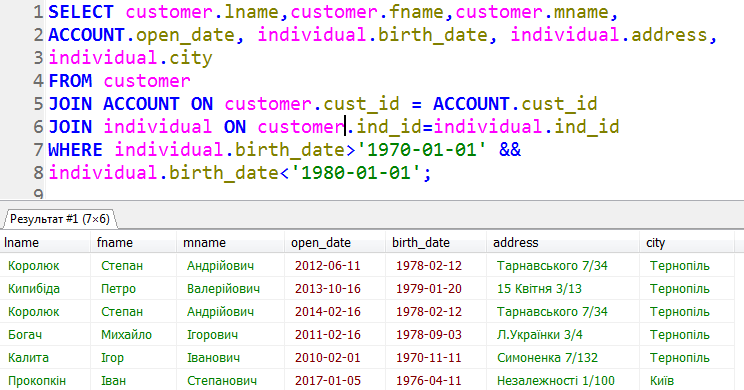 1 SELECT customer.lname,customer.fname,customer.mname,
2 ACCOUNT.open_date, individual.birth_date, individual.address,
3 individual.city
4 FROM customer
5 JOIN ACCOUNT ON customer.cust_id = ACCOUNT.cust_id
6 JOIN individual ON customer.ind_id=individual.ind_id
7 WHERE individual.birth_date>'1970-01-01' &&
8 individual.birth_date<'1980-01-01';
9
Результат #1 (7×6)
lname fname mname open_date birth_date address city
Королюк Степан Андрійович 2012-06-11 1978-02-12 Тарнавського 7/34 Тернопіль
Кипибіда Петро Валерійович 2013-10-16 1979-01-20 15 Квітня 3/13 Тернопіль
Королюк Степан Андрійович 2014-02-16 1978-02-12 Тарнавського 7/34 Тернопіль
Богач Михайло Ігорович 2011-02-16 1978-09-03 Л.Українки 3/4 Тернопіль
Калита Ігор Іванович 2010-02-01 1970-11-11 Симоненка 7/132 Тернопіль
Прокопкін Іван Степанович 2017-01-05 1976-04-11 Незалежності 1/100 Київ